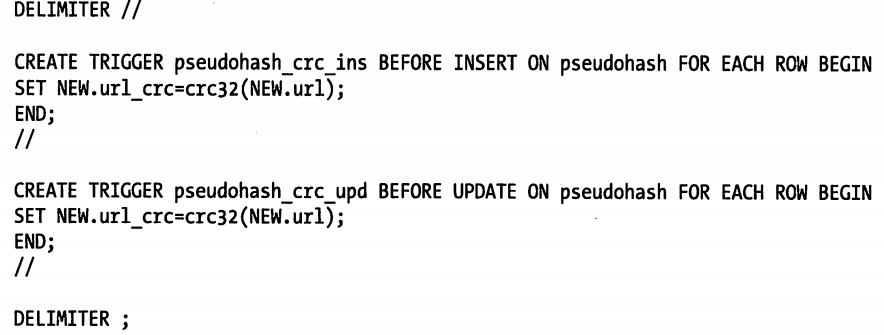 DELIMITER //
CREATE TRIGGER pseudohash_crc_ins BEFORE INSERT ON pseudohash FOR EACH ROW BEGIN
SET NEW.url_crc=crc32(NEW.url);
END;
//
CREATE TRIGGER pseudohash_crc_upd BEFORE UPDATE ON pseudohash FOR EACH ROW BEGIN
SET NEW.url_crc=crc32(NEW.url);
END;
//
DELIMITER ;